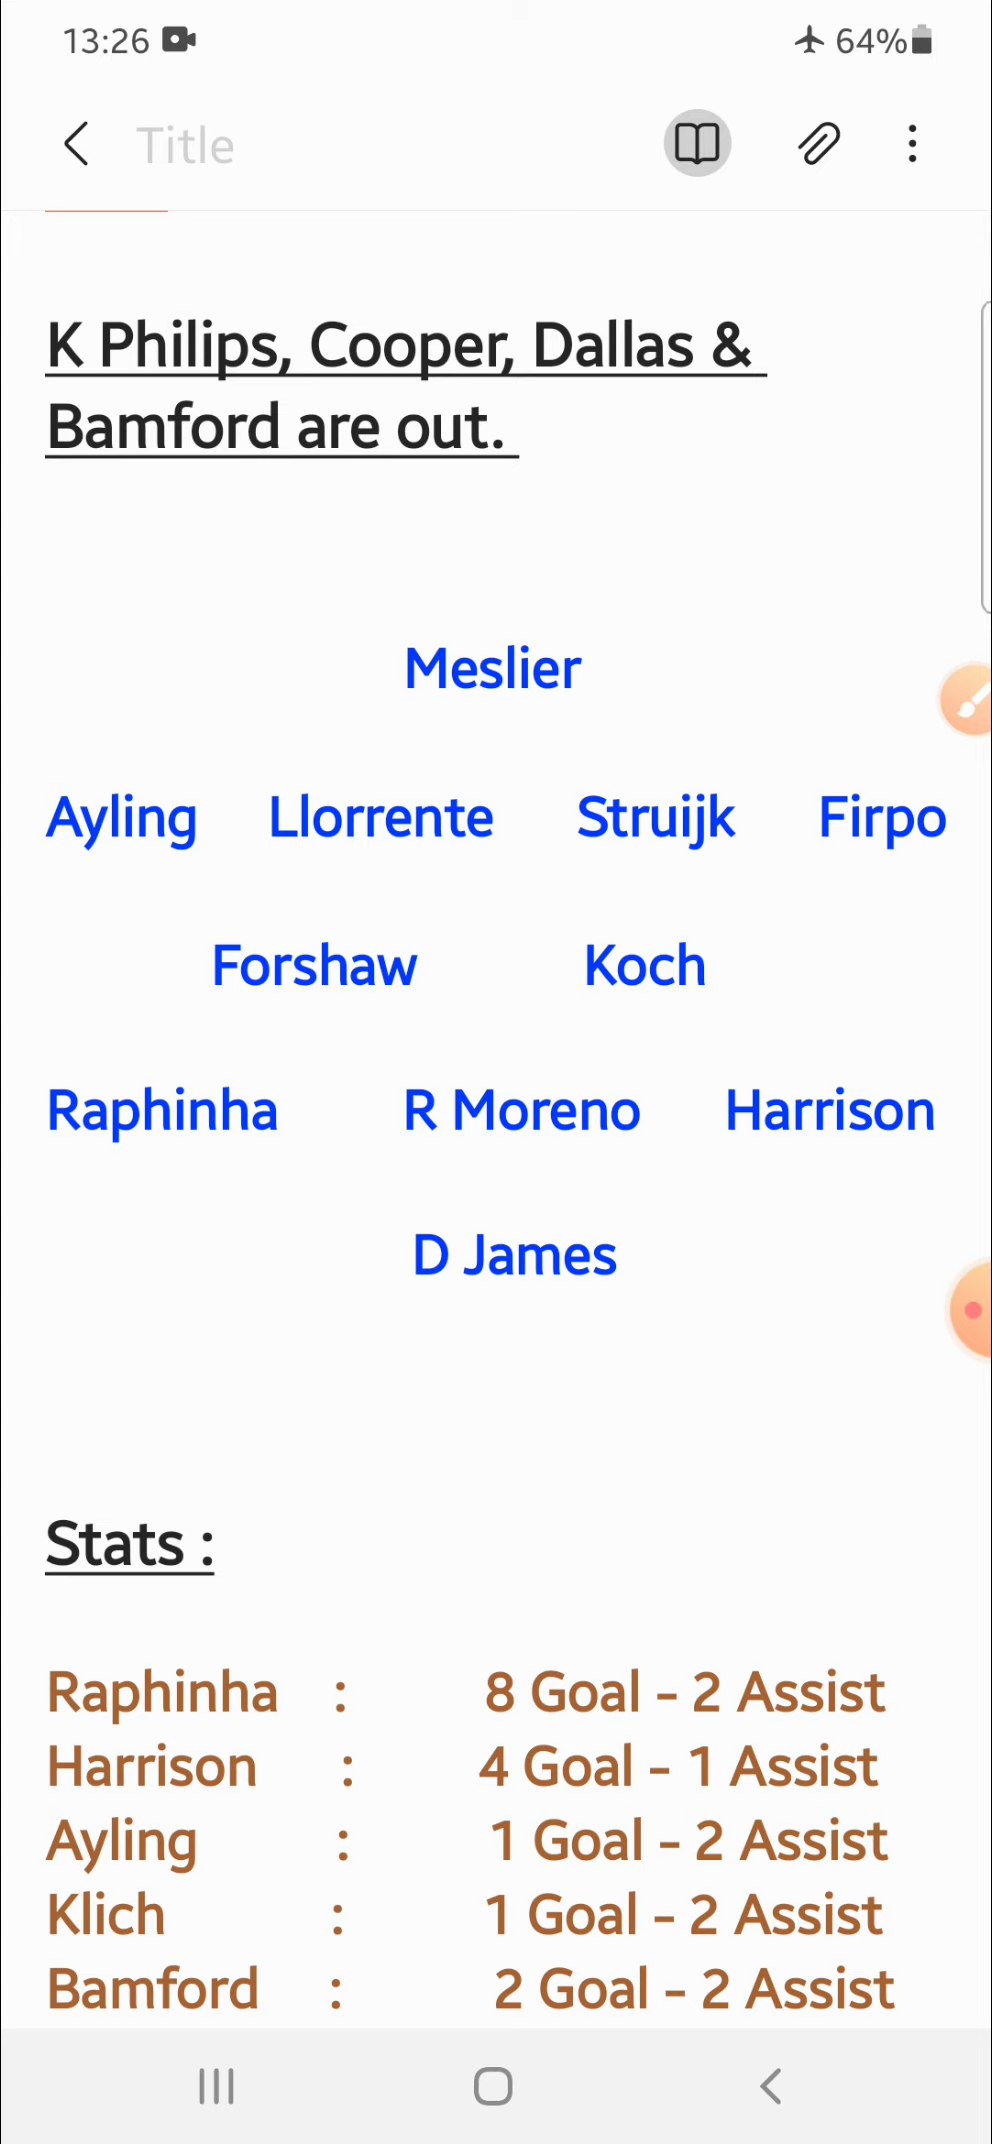 13:26 64%
Title
K Philips, Cooper, Dallas &
Bamford are out.
Meslier
Ayling Llorrente Struijk Firpo
Forshaw Koch
Raphinha R Moreno Harrison
D James
Stats :
Raphinha : 8 Goal - 2 Assist
Harrison : 4 Goal - 1 Assist
Ayling : 1 Goal - 2 Assist
Klich : 1 Goal - 2 Assist
Bamford : 2 Goal - 2 Assist